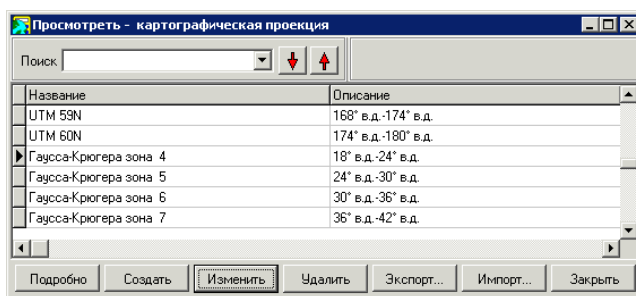 Просмотреть - картографическая проекция
Поиск
Название Описание
UTM 59N 168° в.д.-174° в.д.
UTM 60N 174° в.д.-180° в.д.
Гаусса-Крюгера зона 4 18° в.д.-24° в.д.
Гаусса-Крюгера зона 5 24° в.д.-30° в.д.
Гаусса-Крюгера зона 6 30° в.д.-36° в.д.
Гаусса-Крюгера зона 7 36° в.д.-42° в.д.
Подробно Создать Изменить Удалить Экспорт... Импорт... Закрыть